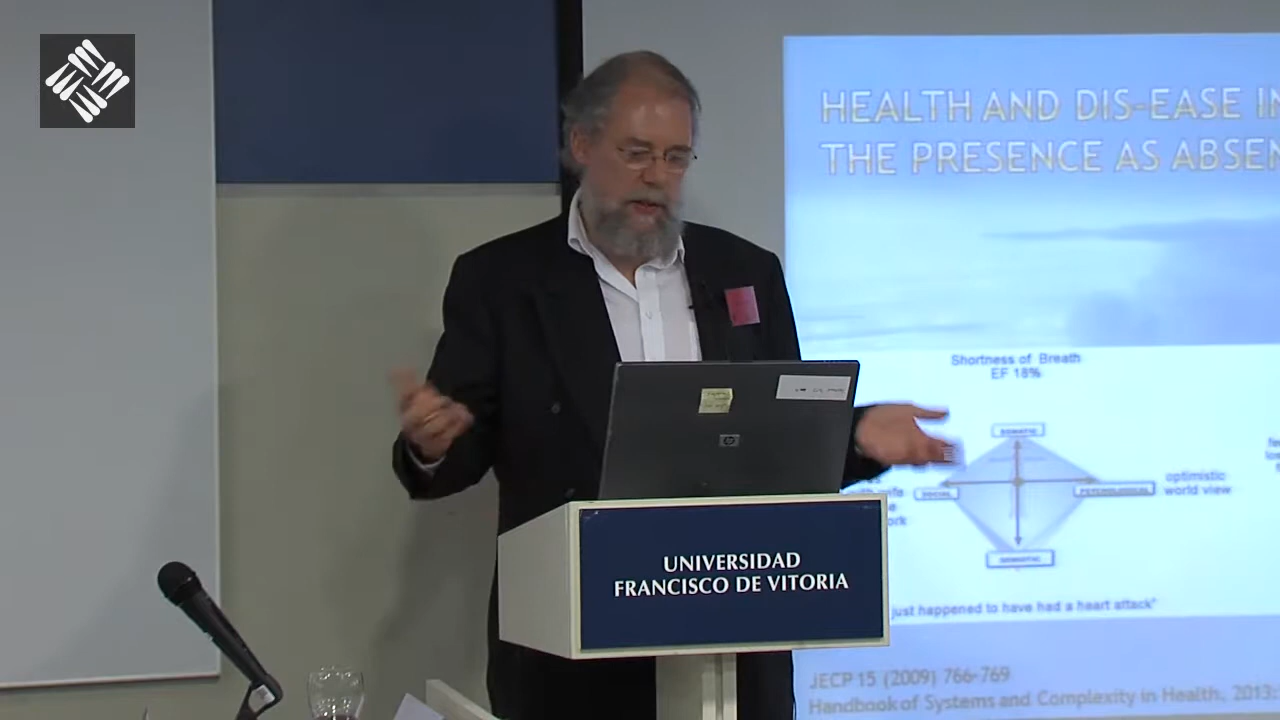 HEALTH AND DIS-EASE IN
THE PRESENCE AS ABSEN
Shortness of Breath
EF 18%
SOMATIC
SOCIAL
PSYCHOLOGICAL
optimistic
world view
SEMIOTIC
just happened to have had a heart attack"
JECP 15 (2009) 766-769
Handbook of Systems and Complexity in Health, 2013:
hp
UNIVERSIDAD
FRANCISCO DE VITORIA